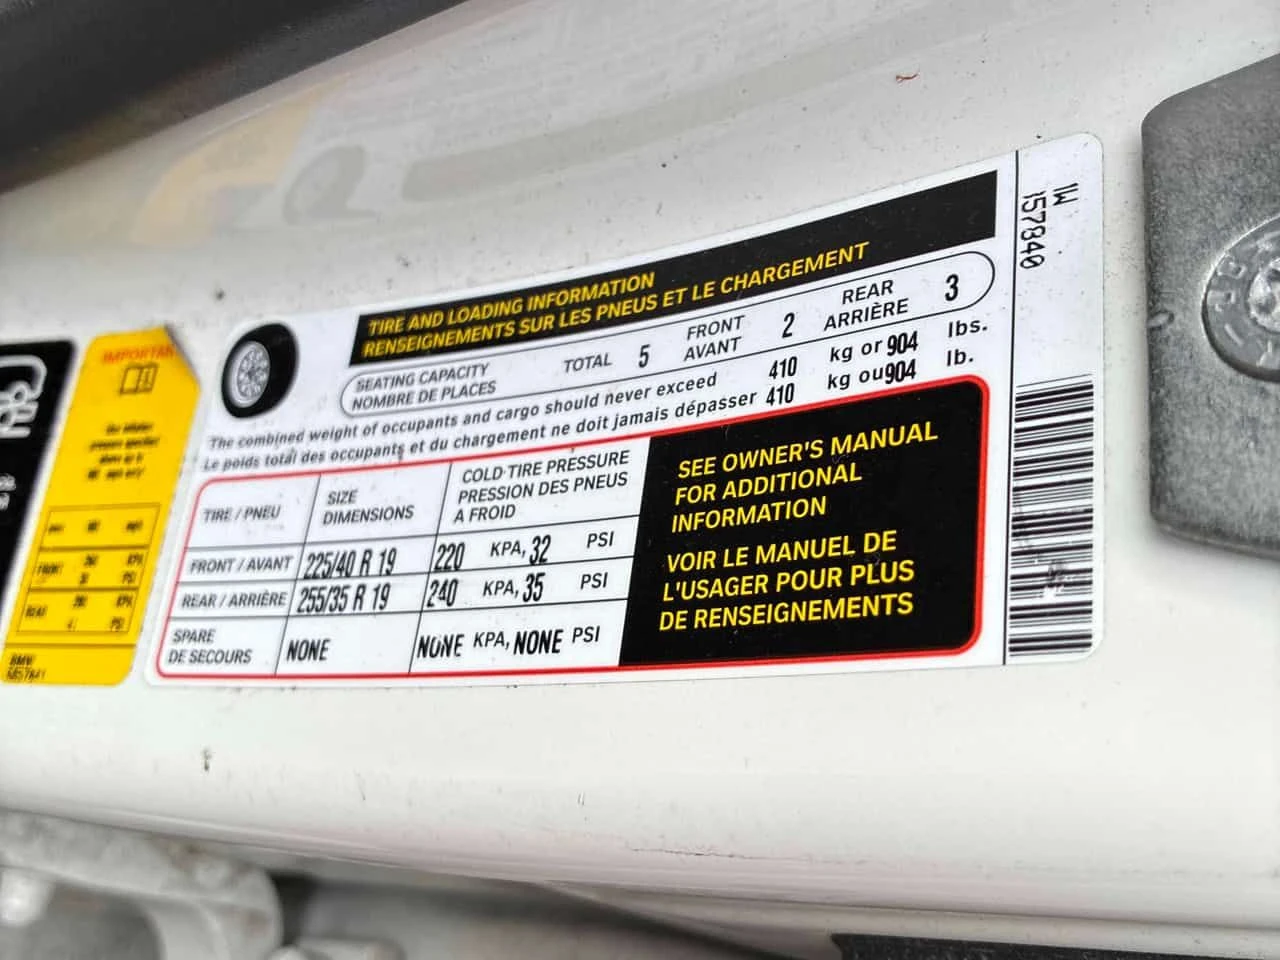 TIRE AND LOADING INFORMATION
RENSEIGNEMENTS SUR LES PNEUS ET LE CHARGEMENT
SEATING CAPACITY TOTAL 5 FRONT 2 REAR 3
NOMBRE DE PLACES AVANT ARRIÈRE
The combined weight of occupants and cargo should never exceed 410 kg or 904 lbs.
Le poids total des occupants et du chargement ne doit jamais dépasser 410 kg ou 904 lb.
TIRE / PNEU SIZE DIMENSIONS COLD TIRE PRESSURE PRESSION DES PNEUS A FROID
FRONT / AVANT 225/40 R 19 220 KPA, 32 PSI
REAR / ARRIÈRE 255/35 R 19 240 KPA, 35 PSI
SPARE DE SECOURS NONE NONE KPA, NONE PSI
SEE OWNER'S MANUAL
FOR ADDITIONAL
INFORMATION
VOIR LE MANUEL DE
L'USAGER POUR PLUS
DE RENSEIGNEMENTS
157840
IMPORTANT
FRONT
REAR
BMW